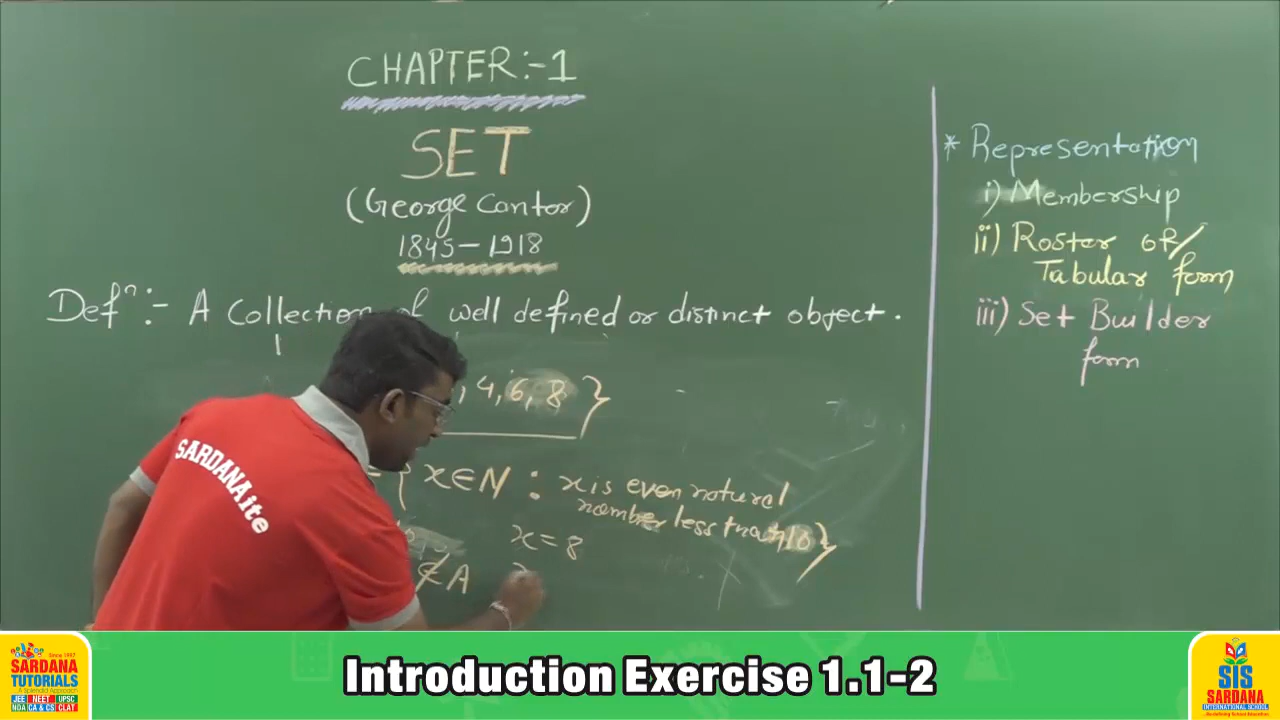 CHAPTER:-1
SET
(George Cantor)
1845-1918
Defⁿ:- A collection of well defined or distinct object.
, 4, 6, 8}
= { x∈N : x is even natural
number less than 10}
x = 8
∉ A
* Representation
i) Membership
ii) Roster OR/
Tabular form
iii) Set Builder
form
SARDANAite
Since 1997
SARDANA
TUTORIALS
A Splendid Approach
JEE NEET UPSC
NDA CA & CS CLAT
Introduction Exercise 1.1-2
SIS
SARDANA
INTERNATIONAL SCHOOL